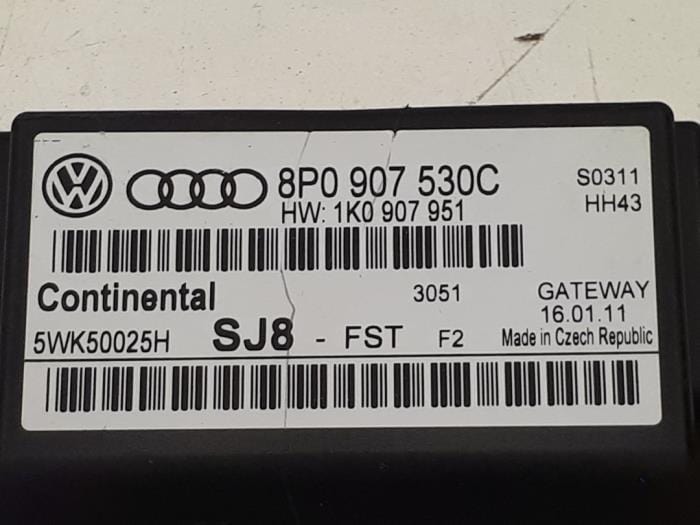 8P0 907 530C
HW: 1K0 907 951
S0311
HH43
Continental
3051
GATEWAY
16.01.11
5WK50025H
SJ8 - FST F2
Made in Czech Republic